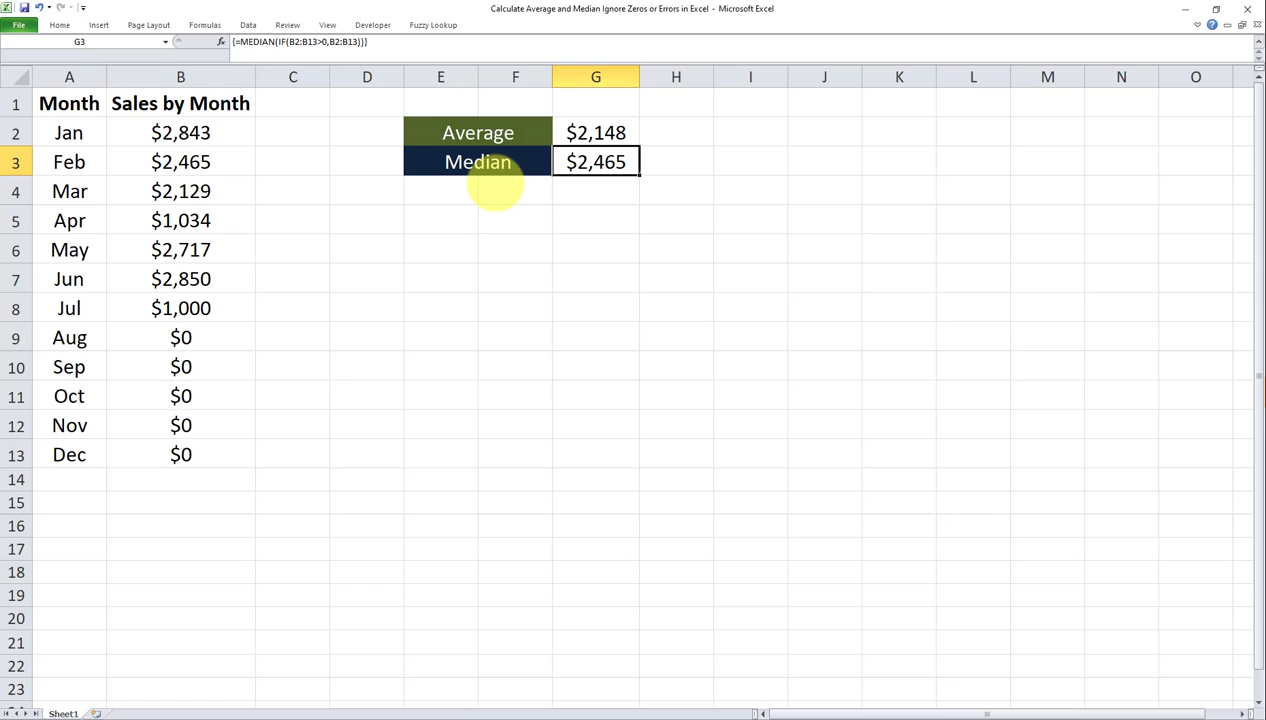 Calculate Average and Median Ignore Zeros or Errors in Excel - Microsoft Excel
File Home Insert Page Layout Formulas Data Review View Developer Fuzzy Lookup
G3 fx {=MEDIAN(IF(B2:B13>0,B2:B13))}
A B C D E F G H I J K L M N O
1 Month Sales by Month
2 Jan $2,843 Average $2,148
3 Feb $2,465 Median $2,465
4 Mar $2,129
5 Apr $1,034
6 May $2,717
7 Jun $2,850
8 Jul $1,000
9 Aug $0
10 Sep $0
11 Oct $0
12 Nov $0
13 Dec $0
14
15
16
17
18
19
20
21
22
23
Sheet1